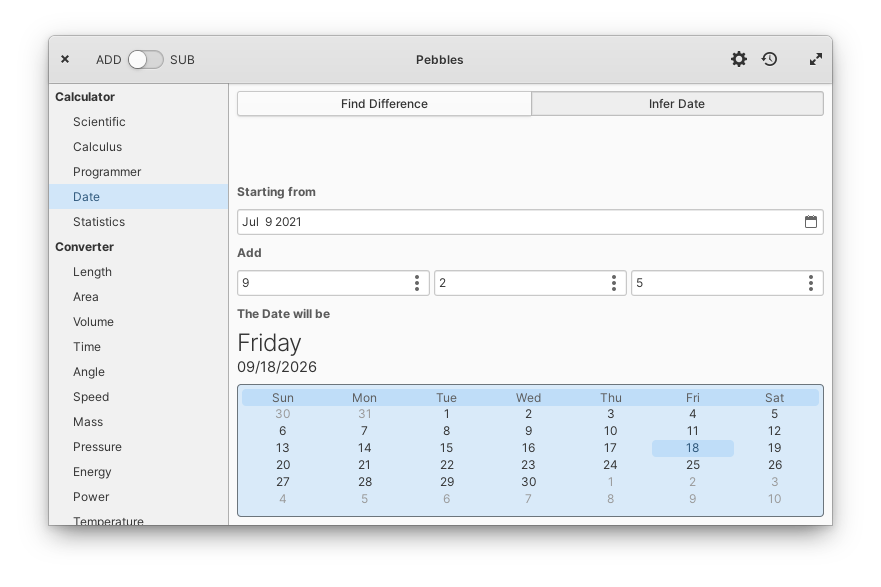 ADD SUB Pebbles
Calculator
Scientific
Calculus
Programmer
Date
Statistics
Converter
Length
Area
Volume
Time
Angle
Speed
Mass
Pressure
Energy
Power
Temperature
Find Difference Infer Date
Starting from
Jul  9 2021
Add
9 2 5
The Date will be
Friday
09/18/2026
Sun Mon Tue Wed Thu Fri Sat
30 31 1 2 3 4 5
6 7 8 9 10 11 12
13 14 15 16 17 18 19
20 21 22 23 24 25 26
27 28 29 30 1 2 3
4 5 6 7 8 9 10